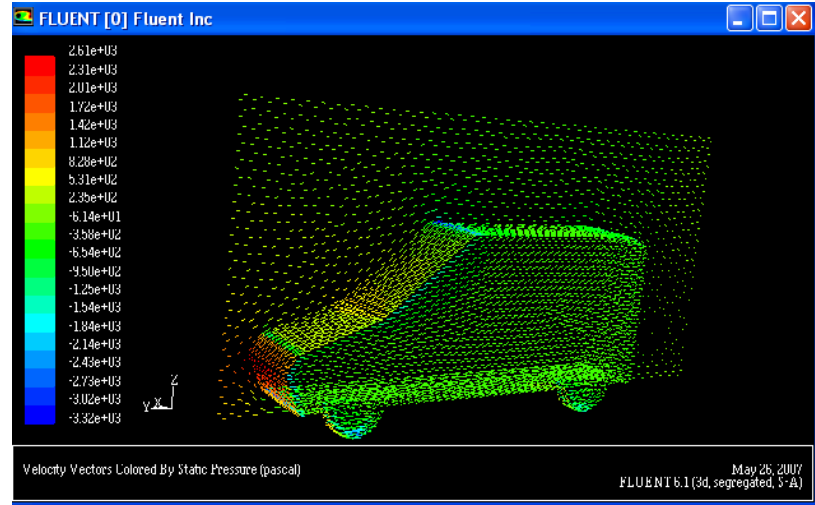 FLUENT [0] Fluent Inc
2.61e+03
2.31e+03
2.01e+03
1.72e+03
1.42e+03
1.12e+03
8.28e+02
5.31e+02
2.35e+02
-6.14e+01
-3.58e+02
-6.54e+02
-9.50e+02
-1.25e+03
-1.54e+03
-1.84e+03
-2.14e+03
-2.43e+03
-2.73e+03
-3.02e+03
-3.32e+03
Z
Y X
Velocity Vectors Colored By Static Pressure (pascal)
May 26, 2007
FLUENT 6.1 (3d, segregated, S-A)